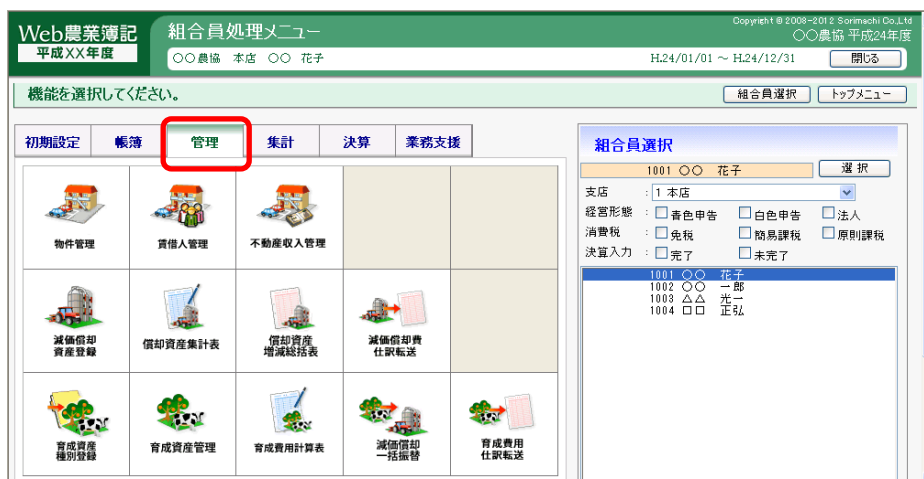 Web農業簿記
平成XX年度
組合員処理メニュー
〇〇農協 本店 〇〇 花子
Copyright © 2008-2012 Sorimachi Co.,Ltd
〇〇農協 平成24年度
H.24/01/01 ～ H.24/12/31
閉じる
機能を選択してください。
組合員選択
トップメニュー
初期設定
帳簿
管理
集計
決算
業務支援
物件管理
賃借人管理
不動産収入管理
減価償却
資産登録
償却資産集計表
償却資産
増減総括表
減価償却費
仕訳転送
育成資産
種別登録
育成資産管理
育成費用計算表
減価償却
一括振替
育成費用
仕訳転送
組合員選択
1001 〇〇 花子
選択
支店 : 1 本店
経営形態 : 青色申告 白色申告 法人
消費税 : 免税 簡易課税 原則課税
決算入力 : 完了 未完了
1001 〇〇 花子
1002 〇〇 一郎
1003 △△ 光一
1004 □□ 正弘